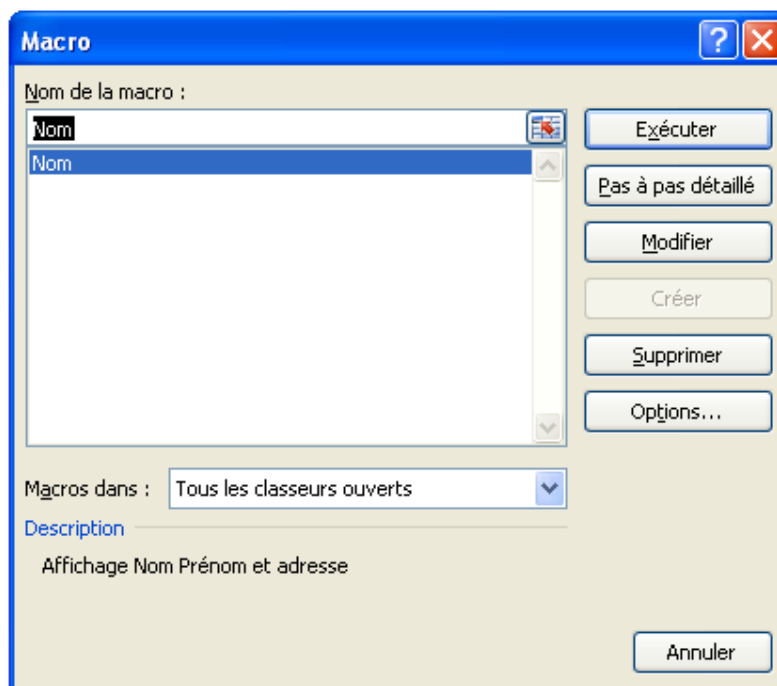 Macro
Nom de la macro :
Nom
Nom
Exécuter
Pas à pas détaillé
Modifier
Créer
Supprimer
Options...
Macros dans :
Tous les classeurs ouverts
Description
Affichage Nom Prénom et adresse
Annuler